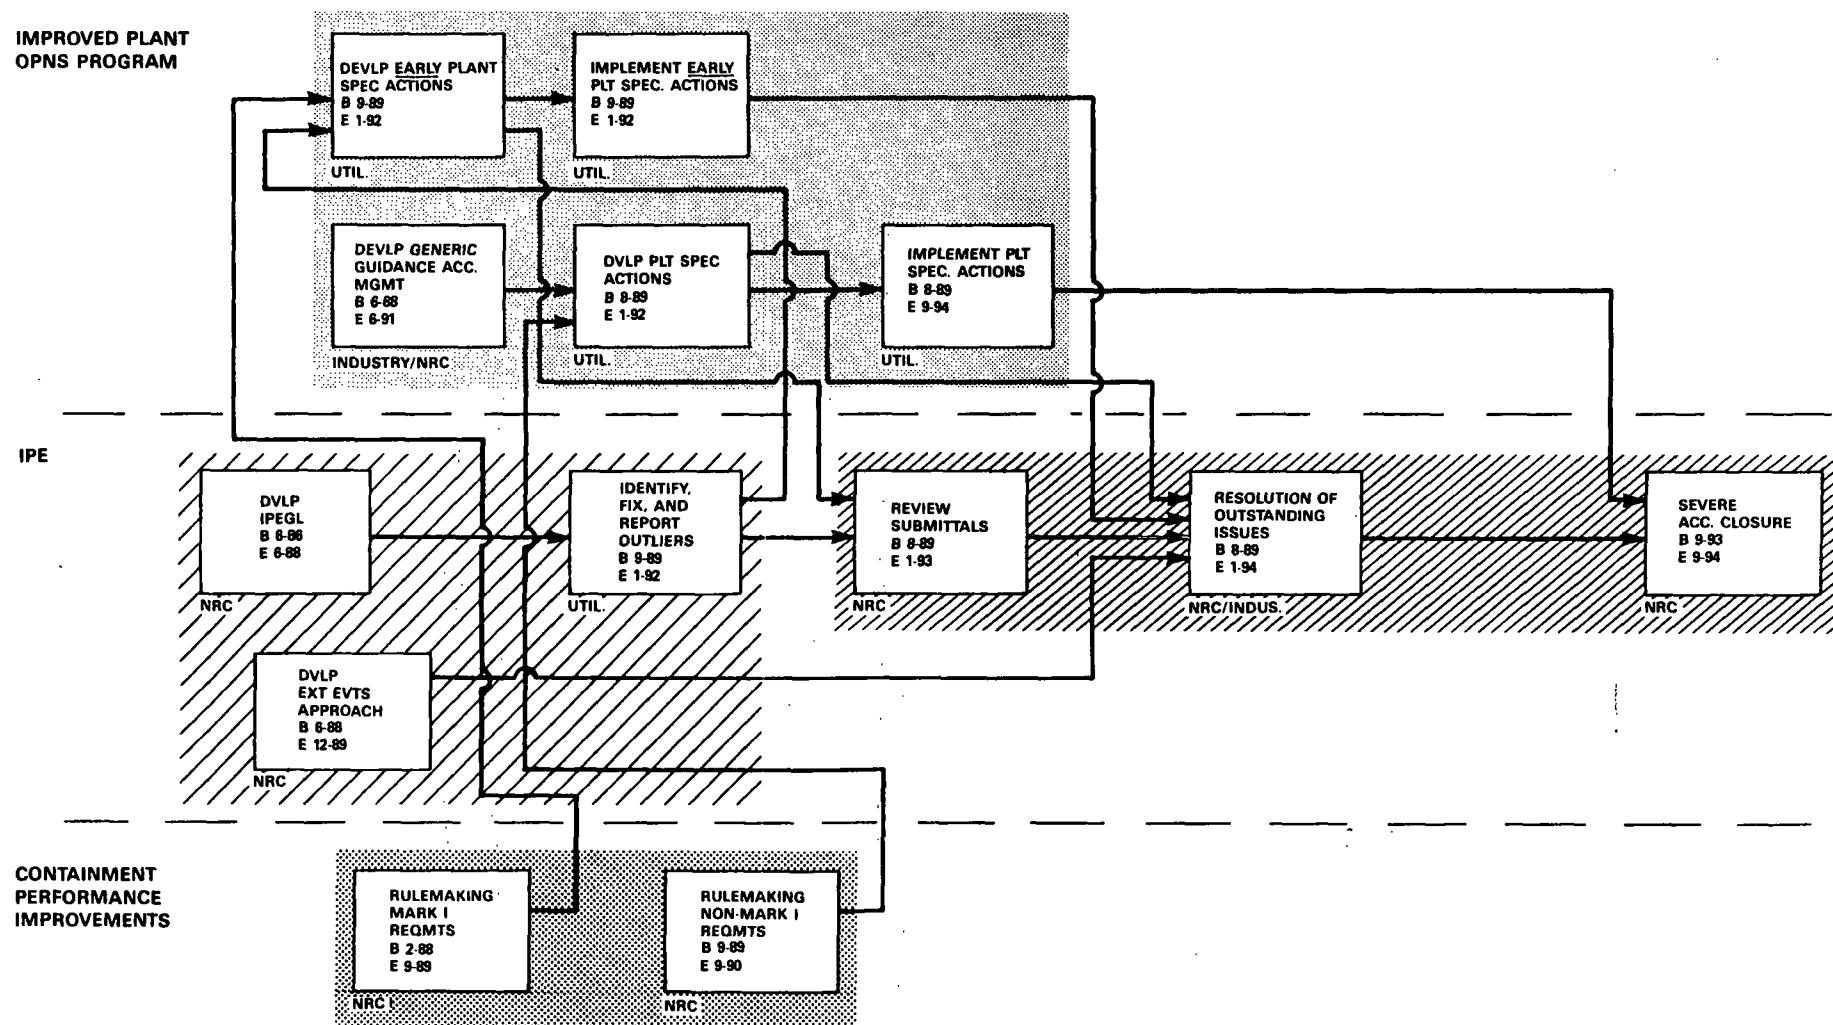 IMPROVED PLANT
OPNS PROGRAM
DEVLP EARLY PLANT
SPEC ACTIONS
B 9-89
E 1-92
UTIL.
IMPLEMENT EARLY
PLT SPEC. ACTIONS
B 9-89
E 1-92
UTIL.
DEVLP GENERIC
GUIDANCE ACC.
MGMT
B 6-88
E 6-91
INDUSTRY/NRC
DVLP PLT SPEC
ACTIONS
B 8-89
E 1-92
UTIL.
IMPLEMENT PLT
SPEC. ACTIONS
B 8-89
E 9-94
UTIL.
IPE
DVLP
IPEGL
B 6-86
E 6-88
NRC
IDENTIFY,
FIX, AND
REPORT
OUTLIERS
B 9-89
E 1-92
UTIL.
REVIEW
SUBMITTALS
B 8-89
E 1-93
NRC
RESOLUTION OF
OUTSTANDING
ISSUES
B 8-89
E 1-94
NRC/INDUS.
SEVERE
ACC. CLOSURE
B 9-93
E 9-94
NRC
DVLP
EXT EVTS
APPROACH
B 6-88
E 12-89
NRC
CONTAINMENT
PERFORMANCE
IMPROVEMENTS
RULEMAKING
MARK I
REQMTS
B 2-88
E 9-89
NRC
RULEMAKING
NON-MARK I
REQMTS
B 9-89
E 9-90
NRC